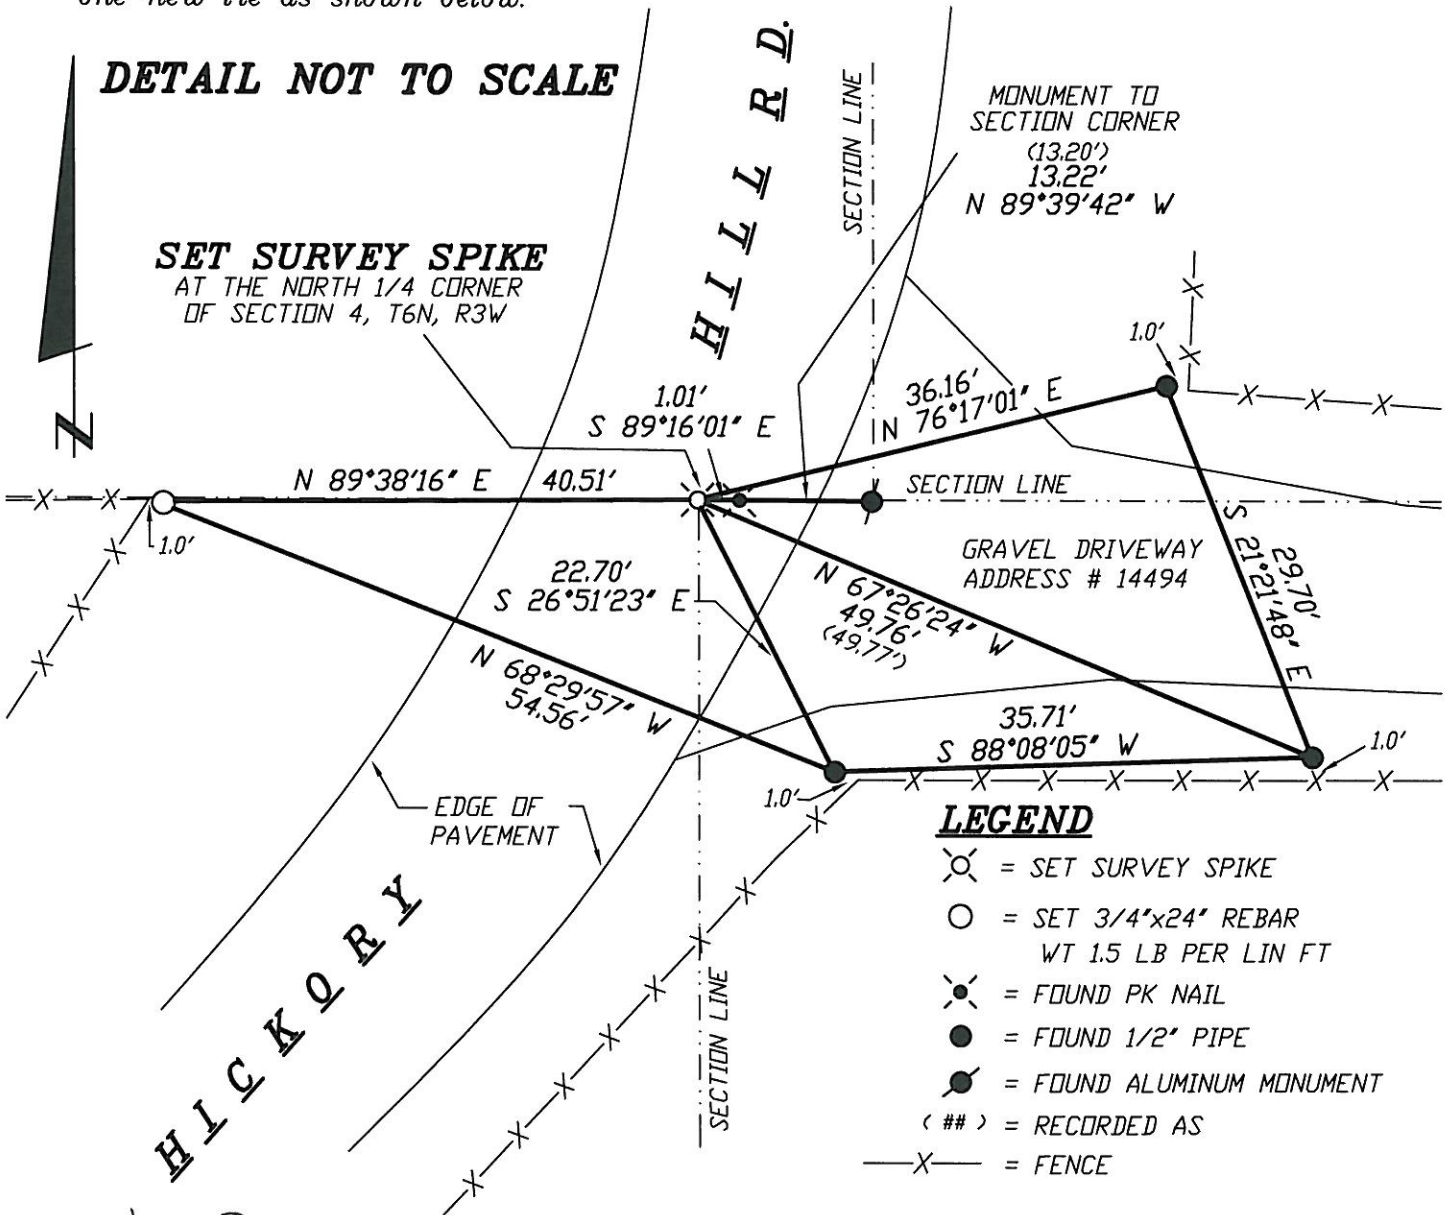 one new tie as shown below.
DETAIL NOT TO SCALE
HILL RD.
SECTION LINE
MONUMENT TO
SECTION CORNER
(13.20')
13.22'
N 89°39'42" W
SET SURVEY SPIKE
AT THE NORTH 1/4 CORNER
OF SECTION 4, T6N, R3W
N
1.01'
S 89°16'01" E
36.16'
N 76°17'01" E
1.0'
N 89°38'16" E 40.51'
SECTION LINE
1.0'
22.70'
S 26°51'23" E
N 67°26'24" W
49.76'
(49.77')
GRAVEL DRIVEWAY
ADDRESS # 14494
29.70'
S 21°21'48" E
N 68°29'57" W
54.56'
35.71'
S 88°08'05" W
1.0'
1.0'
EDGE OF
PAVEMENT
HICKORY
SECTION LINE
LEGEND
= SET SURVEY SPIKE
= SET 3/4"x24" REBAR
WT 1.5 LB PER LIN FT
= FOUND PK NAIL
= FOUND 1/2" PIPE
= FOUND ALUMINUM MONUMENT
( ## ) = RECORDED AS
—X— = FENCE